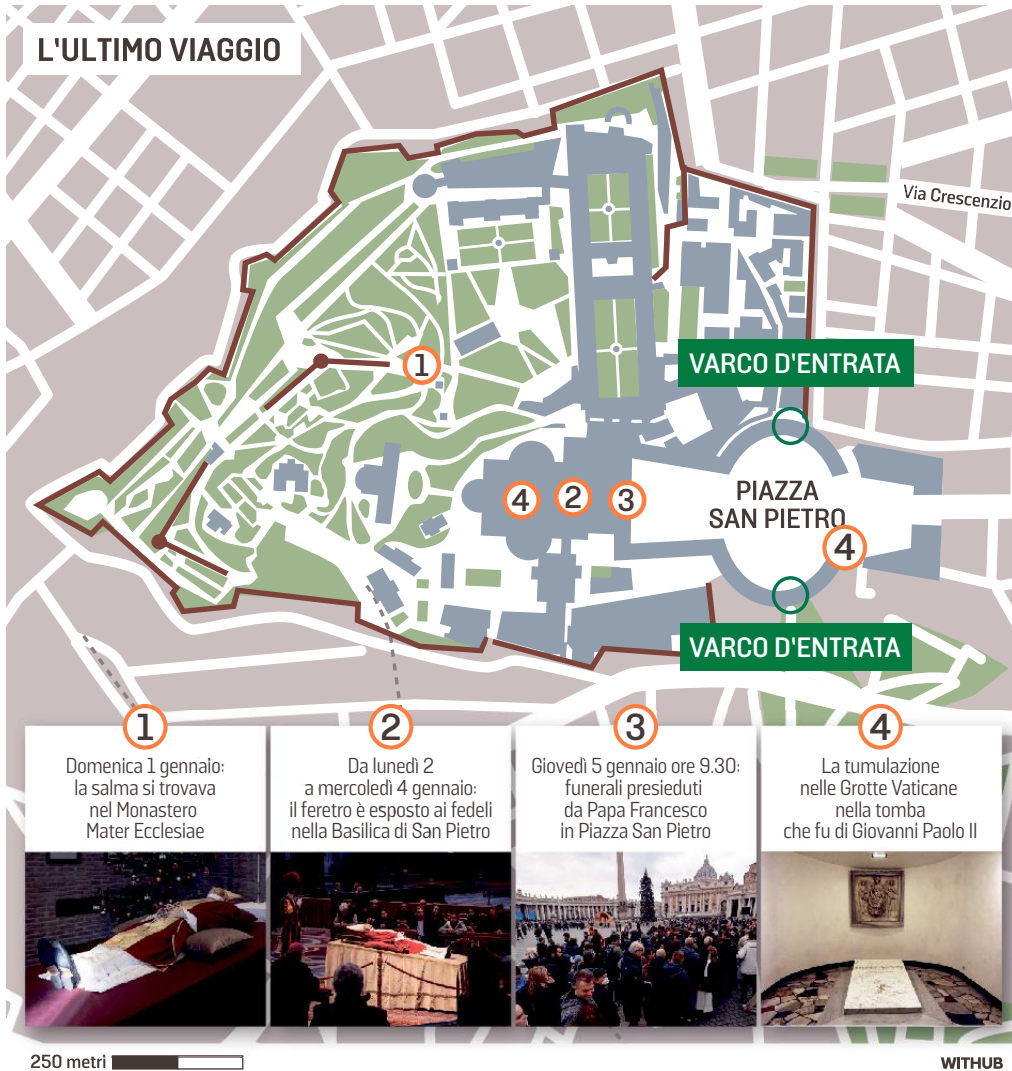 L'ULTIMO VIAGGIO
Via Crescenzio
1
VARCO D'ENTRATA
4
2
3
PIAZZA
SAN PIETRO
4
VARCO D'ENTRATA
1
Domenica 1 gennaio:
la salma si trovava
nel Monastero
Mater Ecclesiae
2
Da lunedì 2
a mercoledì 4 gennaio:
il feretro è esposto ai fedeli
nella Basilica di San Pietro
3
Giovedì 5 gennaio ore 9.30:
funerali presieduti
da Papa Francesco
in Piazza San Pietro
4
La tumulazione
nelle Grotte Vaticane
nella tomba
che fu di Giovanni Paolo II
250 metri
WITHUB